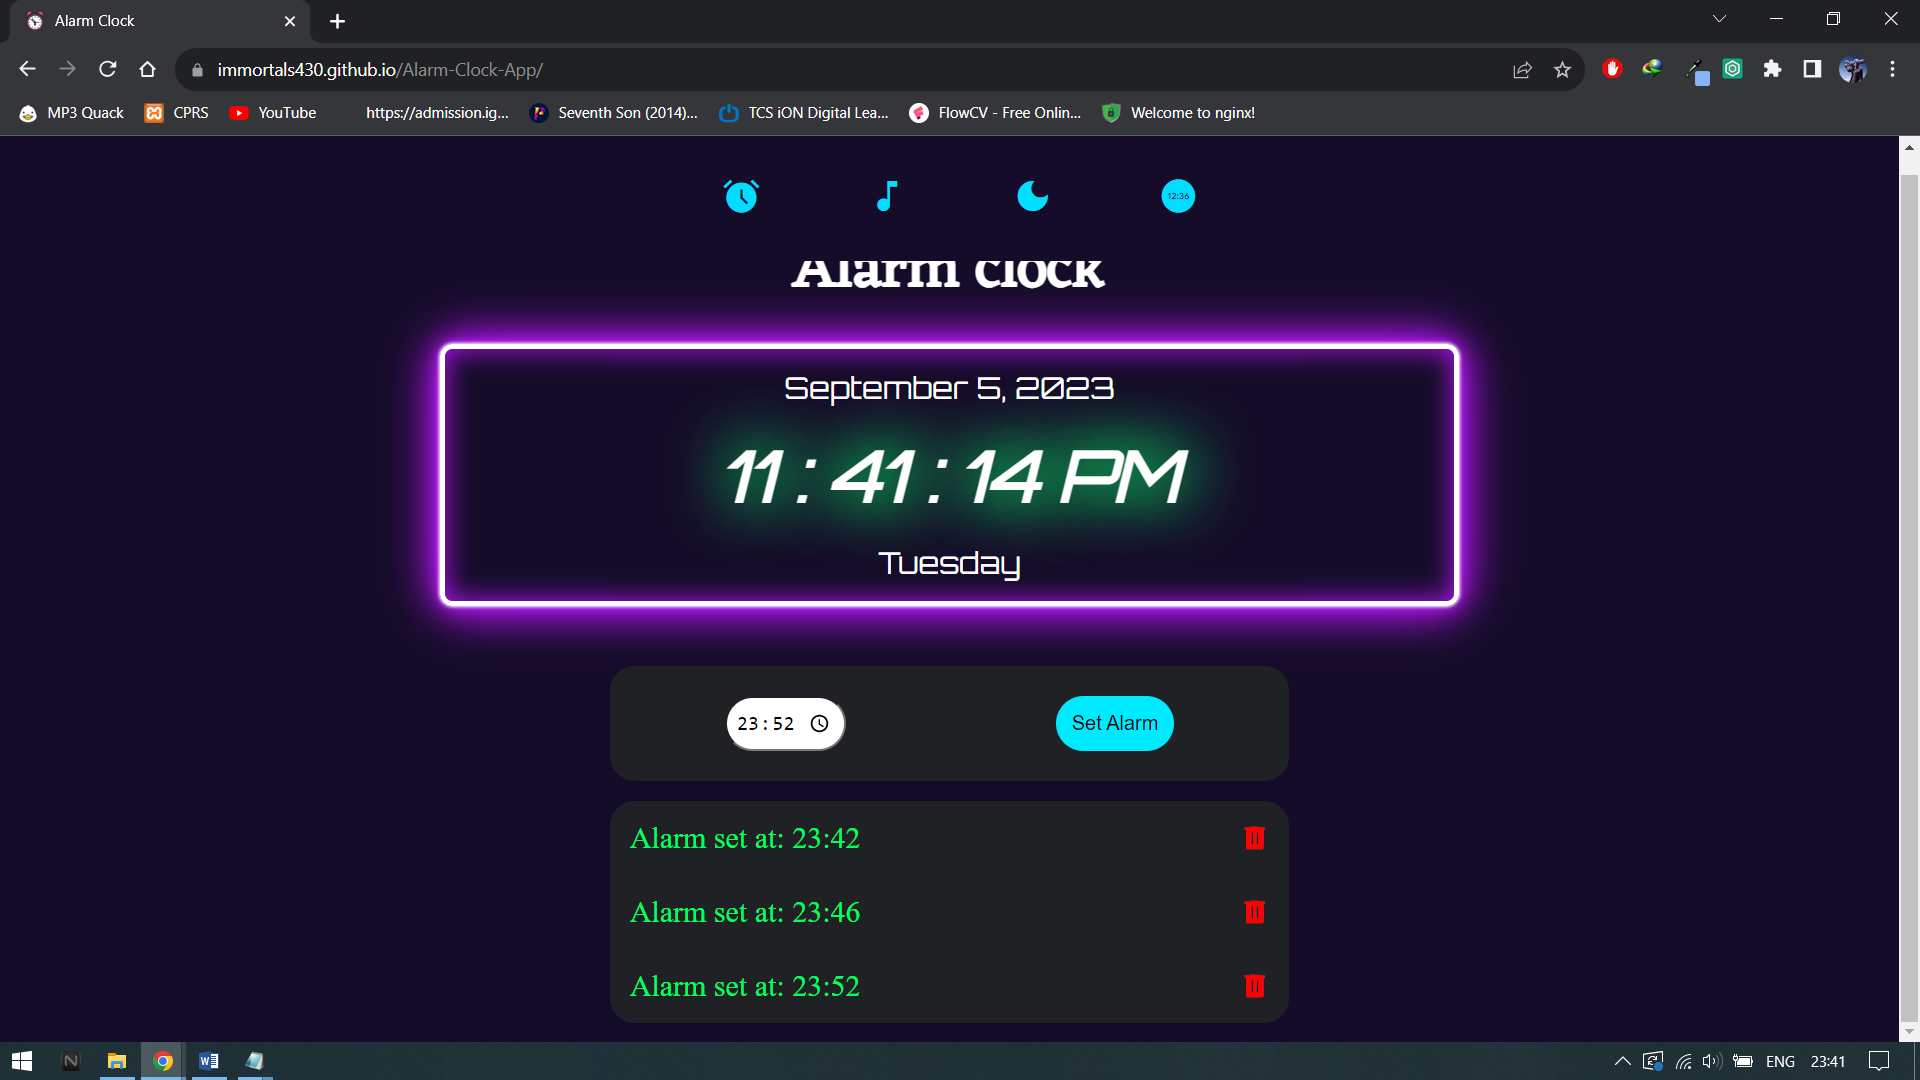 Alarm Clock
immortals430.github.io/Alarm-Clock-App/
MP3 Quack CPRS YouTube https://admission.ig... Seventh Son (2014)... TCS iON Digital Lea... FlowCV - Free Onlin... Welcome to nginx!
12:36
Alarm clock
September 5, 2023
11 : 41 : 14 PM
Tuesday
23:52 Set Alarm
Alarm set at: 23:42
Alarm set at: 23:46
Alarm set at: 23:52
ENG 23:41